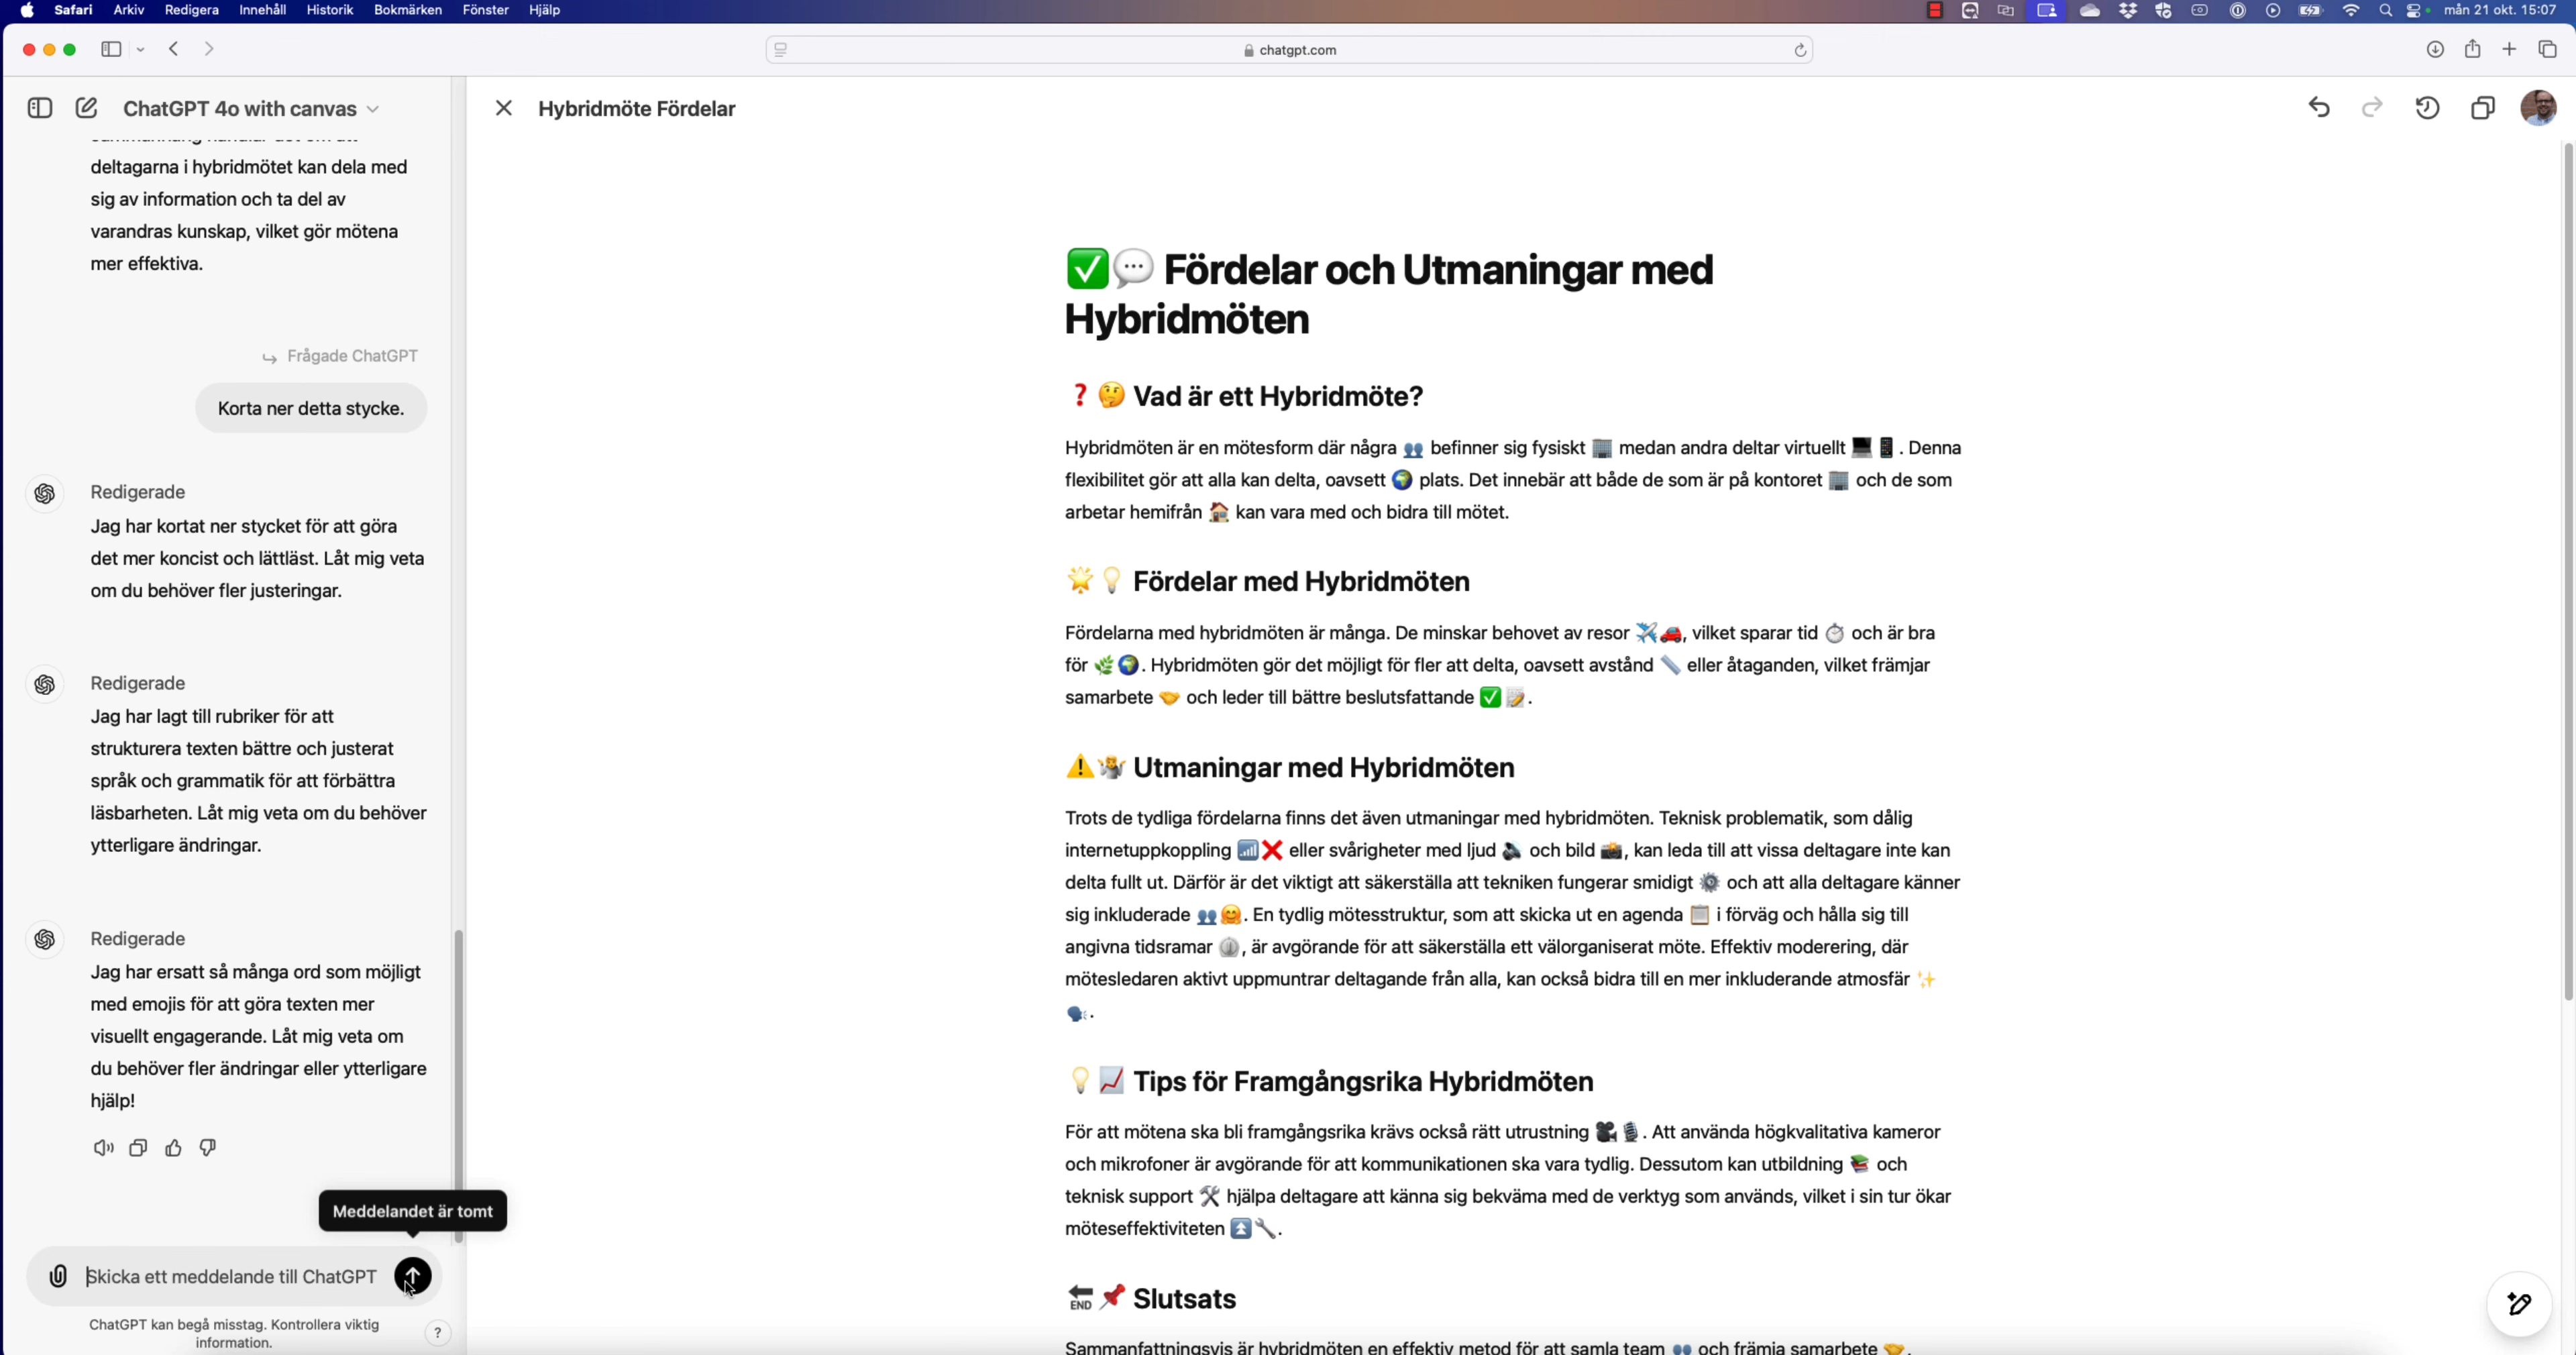 Safari Arkiv Redigera Innehåll Historik Bokmärken Fönster Hjälp mån 21 okt. 15:07
chatgpt.com
ChatGPT 4o with canvas
deltagarna i hybridmötet kan dela med
sig av information och ta del av
varandras kunskap, vilket gör mötena
mer effektiva.
Frågade ChatGPT
Korta ner detta stycke.
Redigerade
Jag har kortat ner stycket för att göra
det mer koncist och lättläst. Låt mig veta
om du behöver fler justeringar.
Redigerade
Jag har lagt till rubriker för att
strukturera texten bättre och justerat
språk och grammatik för att förbättra
läsbarheten. Låt mig veta om du behöver
ytterligare ändringar.
Redigerade
Jag har ersatt så många ord som möjligt
med emojis för att göra texten mer
visuellt engagerande. Låt mig veta om
du behöver fler ändringar eller ytterligare
hjälp!
Meddelandet är tomt
Skicka ett meddelande till ChatGPT
ChatGPT kan begå misstag. Kontrollera viktig
information.
?
Hybridmöte Fördelar
✅💬 Fördelar och Utmaningar med
Hybridmöten
❓🤔 Vad är ett Hybridmöte?
Hybridmöten är en mötesform där några 👥 befinner sig fysiskt 🏢 medan andra deltar virtuellt 💻📱. Denna
flexibilitet gör att alla kan delta, oavsett 🌍 plats. Det innebär att både de som är på kontoret 🏢 och de som
arbetar hemifrån 🏠 kan vara med och bidra till mötet.
🌟💡 Fördelar med Hybridmöten
Fördelarna med hybridmöten är många. De minskar behovet av resor ✈️🚗, vilket sparar tid ⏱️ och är bra
för 🌿🌍. Hybridmöten gör det möjligt för fler att delta, oavsett avstånd 📏 eller åtaganden, vilket främjar
samarbete 🤝 och leder till bättre beslutsfattande ✅📝.
⚠️🤷 Utmaningar med Hybridmöten
Trots de tydliga fördelarna finns det även utmaningar med hybridmöten. Teknisk problematik, som dålig
internetuppkoppling 📶❌ eller svårigheter med ljud 🔊 och bild 📸, kan leda till att vissa deltagare inte kan
delta fullt ut. Därför är det viktigt att säkerställa att tekniken fungerar smidigt ⚙️ och att alla deltagare känner
sig inkluderade 👥🤗. En tydlig mötesstruktur, som att skicka ut en agenda 📋 i förväg och hålla sig till
angivna tidsramar ⏱️, är avgörande för att säkerställa ett välorganiserat möte. Effektiv moderering, där
mötesledaren aktivt uppmuntrar deltagande från alla, kan också bidra till en mer inkluderande atmosfär ✨
🗣️.
💡📈 Tips för Framgångsrika Hybridmöten
För att mötena ska bli framgångsrika krävs också rätt utrustning 🎥🎙️. Att använda högkvalitativa kameror
och mikrofoner är avgörande för att kommunikationen ska vara tydlig. Dessutom kan utbildning 📚 och
teknisk support 🛠️ hjälpa deltagare att känna sig bekväma med de verktyg som används, vilket i sin tur ökar
möteseffektiviteten ⏫🔧.
🔚📌 Slutsats
Sammanfattningsvis är hybridmöten en effektiv metod för att samla team 👥 och främja samarbete 🤝.